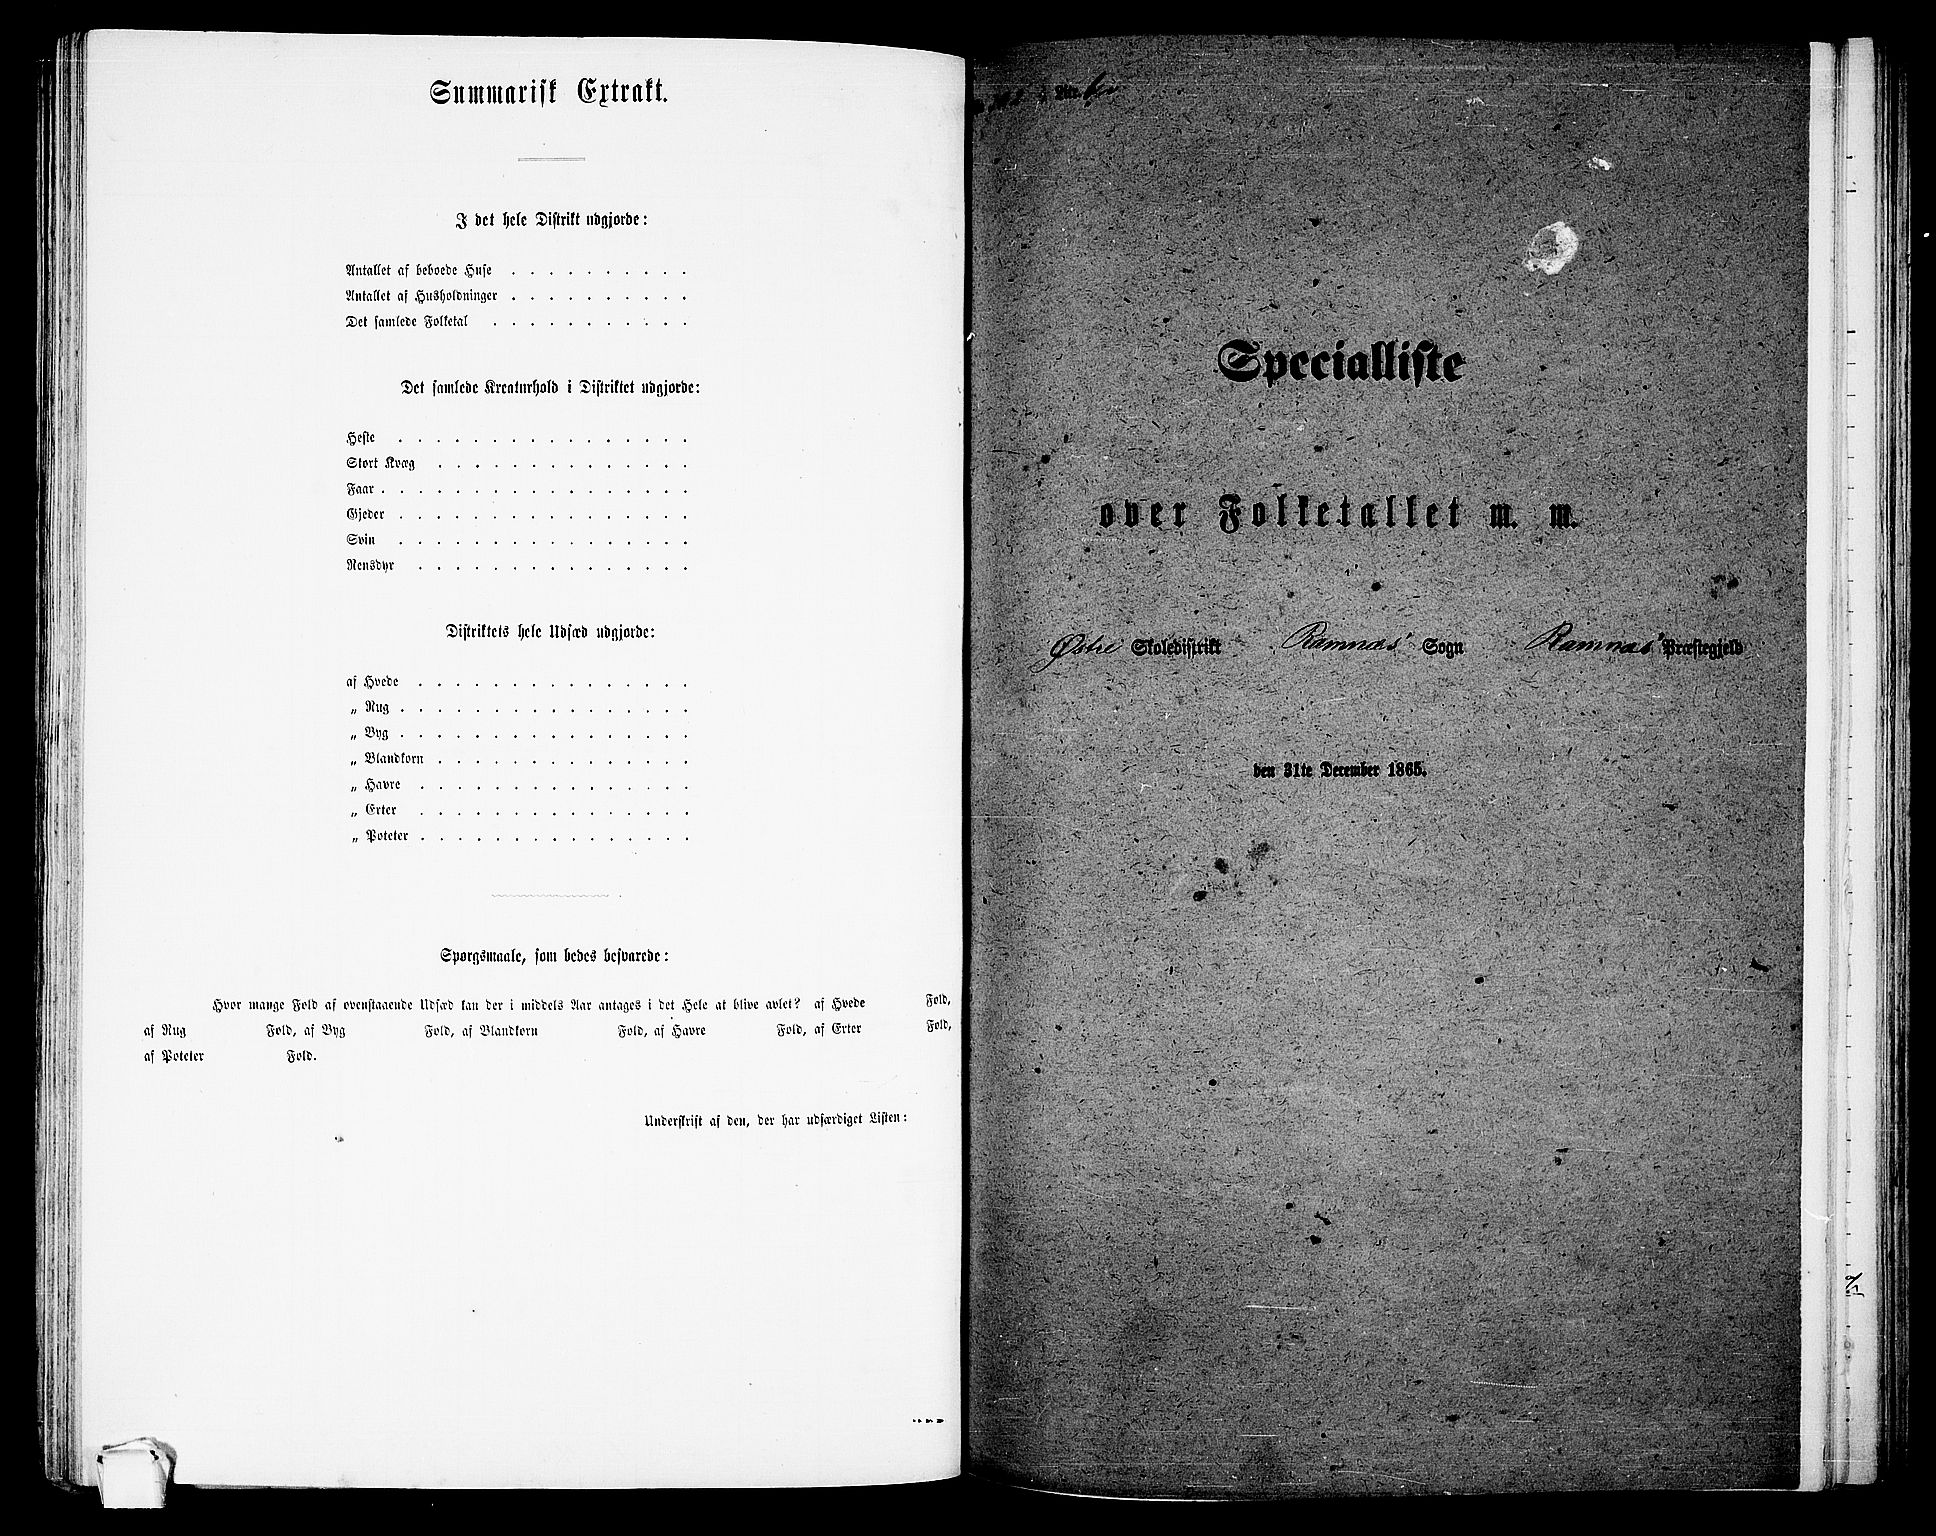 Summarisk Extrakt.
I det hele Distrikt udgjorde:
Antallet af beboede Huse . . . . . . . . . .
Antallet af Husholdninger . . . . . . . . . .
Det samlede Folketal . . . . . . . . . . .
Det samlede Kreaturhold i Distriktet udgjorde:
Heste . . . . . . . . . . . . . . . .
Stort Kvæg . . . . . . . . . . . . . .
Faar . . . . . . . . . . . . . . . . .
Gjeder . . . . . . . . . . . . . . . .
Svin . . . . . . . . . . . . . . . .
Rensdyr . . . . . . . . . . . . . . .
Distriktets hele Udsæd udgjorde:
af Hvede . . . . . . . . . . . . . . .
„ Rug . . . . . . . . . . . . . . . .
„ Byg . . . . . . . . . . . . . . . .
„ Blandkorn . . . . . . . . . . . . . .
„ Havre . . . . . . . . . . . . . . .
„ Erter . . . . . . . . . . . . . . .
„ Poteter . . . . . . . . . . . . . . .
Spørgsmaale, som bedes besvarede:
Hvor mange Fold af ovenstaaende Udsæd kan der i middels Aar antages i det Hele at blive avlet? af Hvede Fold,
af Rug Fold, af Byg Fold, af Blandkorn Fold, af Havre Fold, af Erter Fold,
af Poteter Fold.
Underskrift af den, der har udfærdiget Listen:
Specialliste
over Folketallet m. m.
Østre Skoledistrikt Ramnæs' Sogn Ramnæs' Præstegjeld
den 31te December 1865.